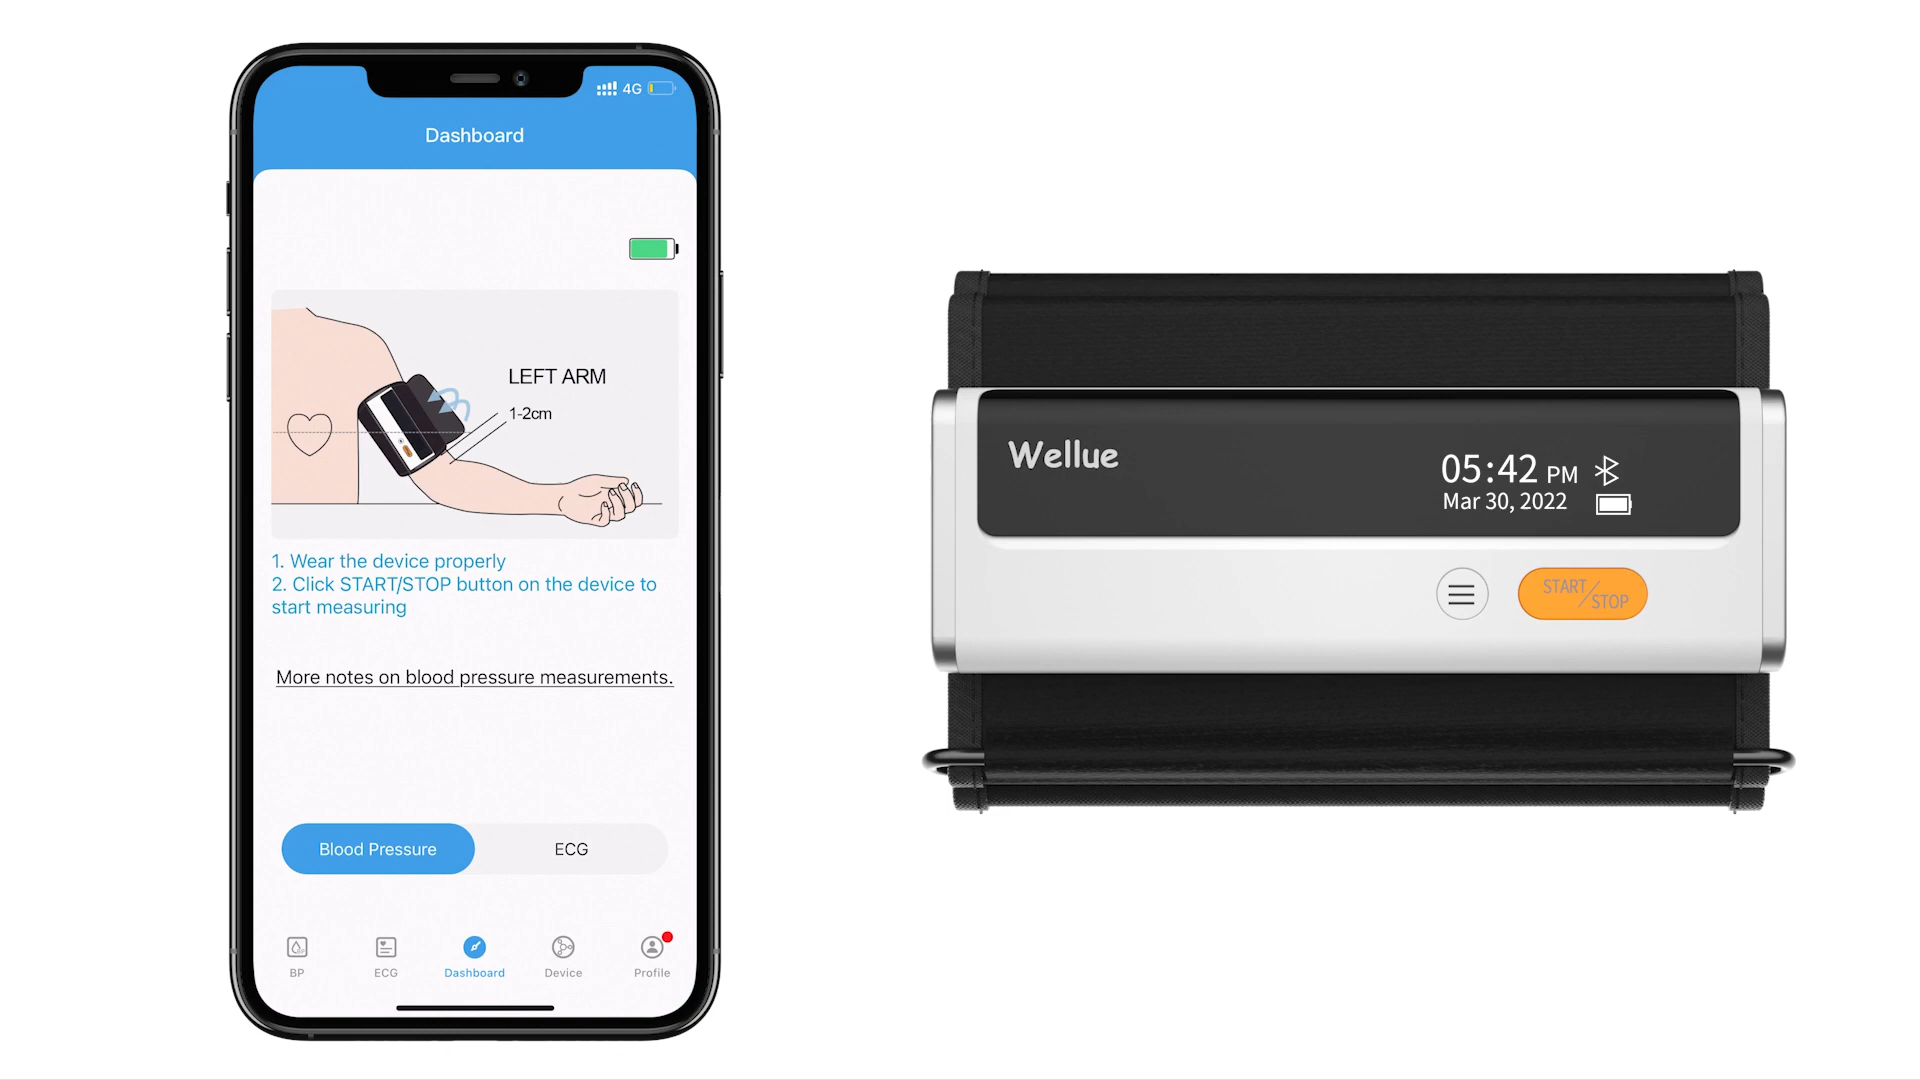 4G
Dashboard
LEFT ARM
1-2cm
1. Wear the device properly
2. Click START/STOP button on the device to
start measuring
More notes on blood pressure measurements.
Blood Pressure
ECG
BP
ECG
Dashboard
Device
Profile
Wellue
05:42 PM
Mar 30, 2022
START/STOP